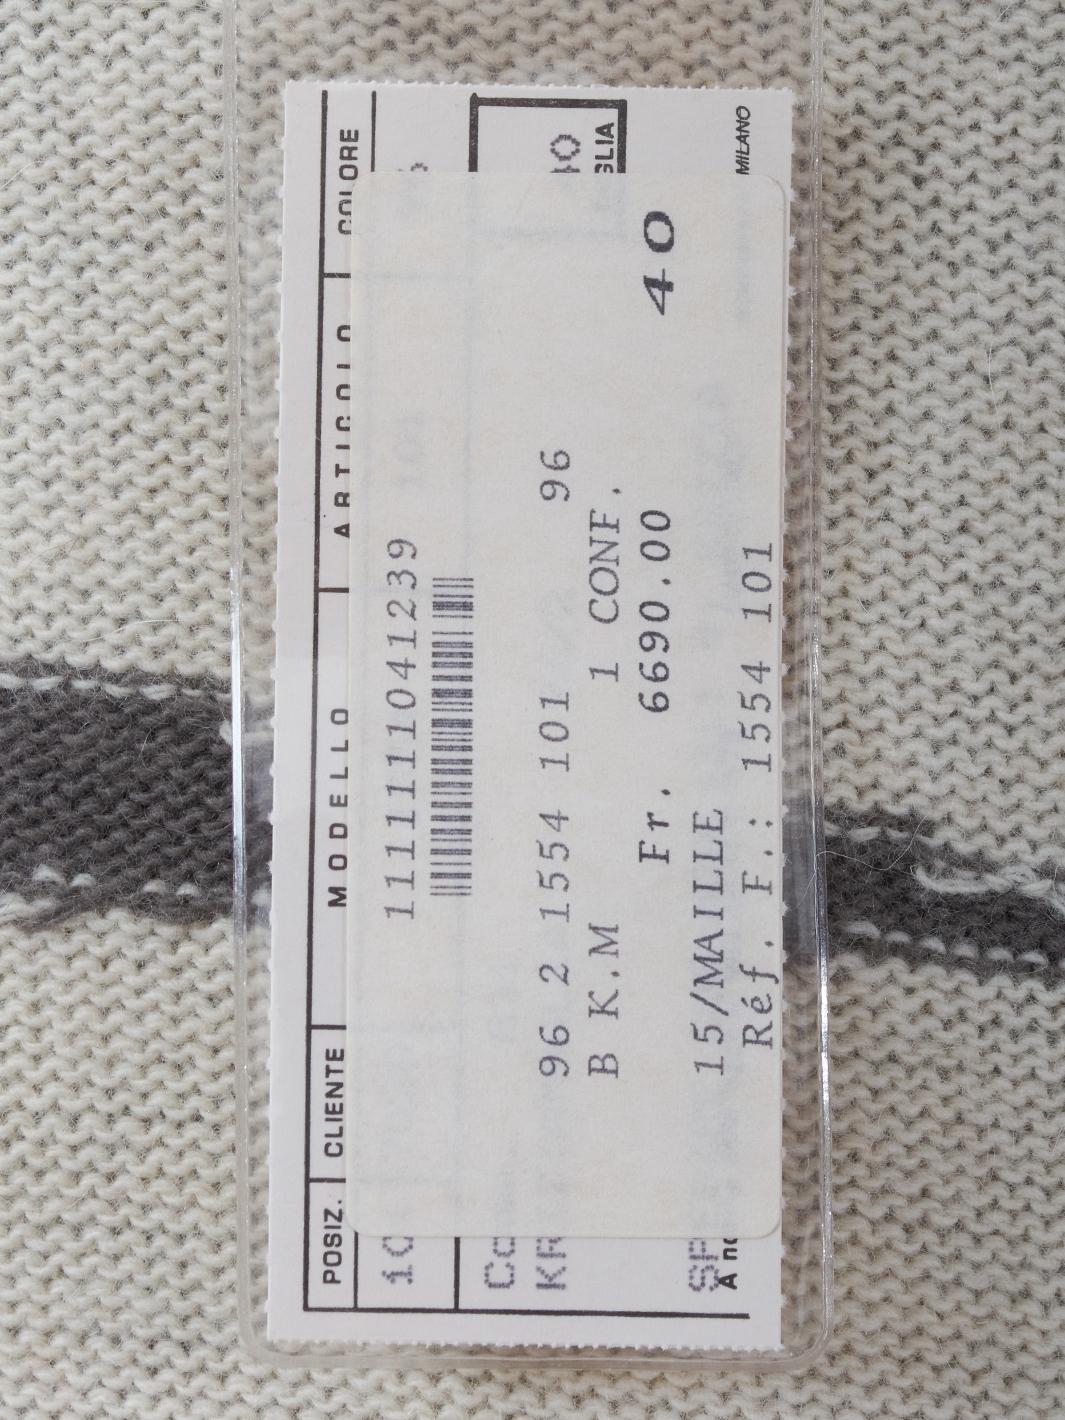 POSIZ. CLIENTE MODELLO ARTICOLO COLORE
11111111041239
10
96 2 1554 101 96
B K.M 1 CONF.
Fr. 6690.00 40
15/MAILLE
Réf. F.: 1554 101
MILANO